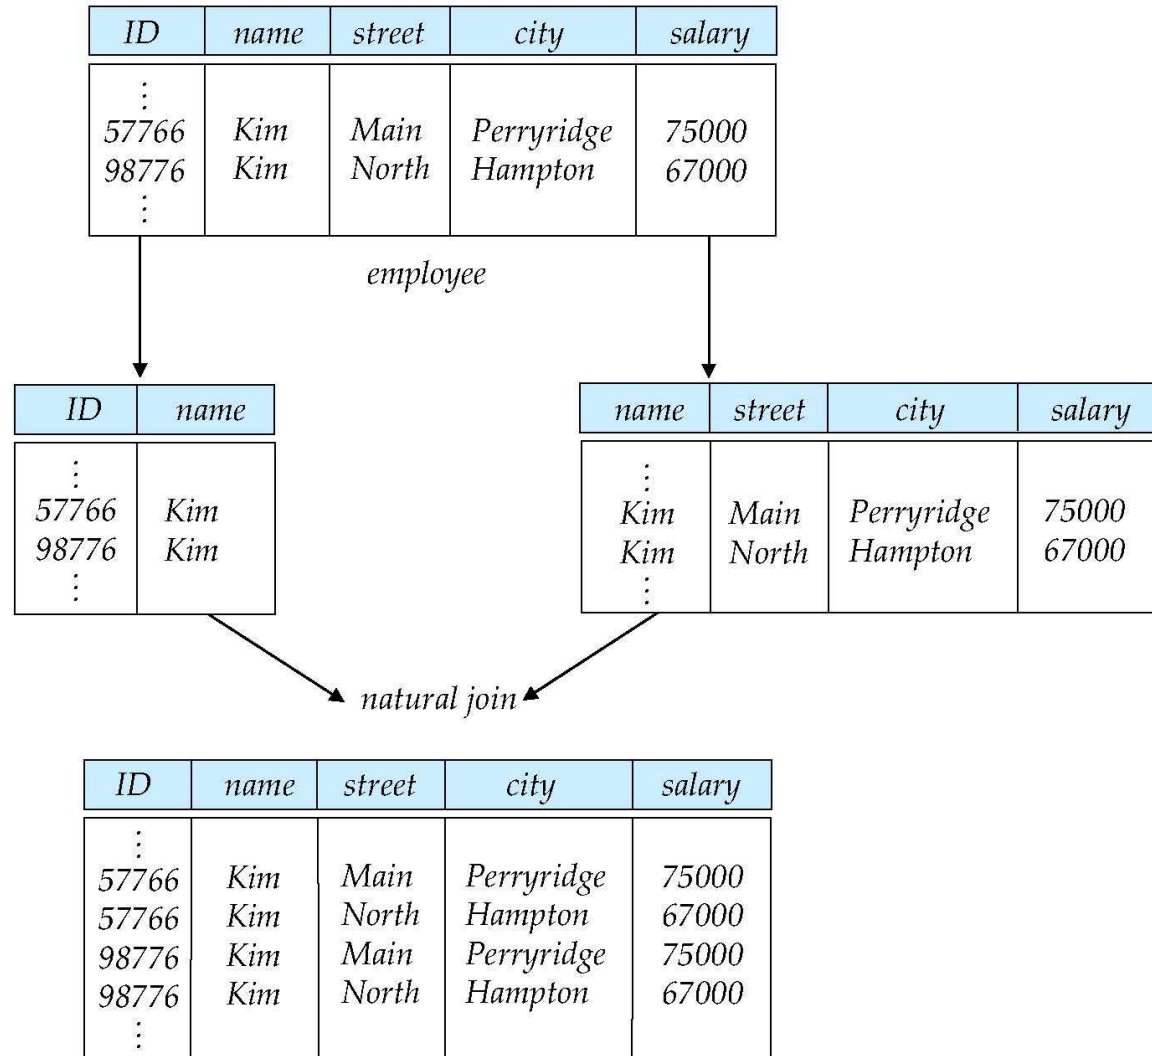 ID name street city salary
⋮
57766 Kim Main Perryridge 75000
98776 Kim North Hampton 67000
⋮
employee
ID name
⋮
57766 Kim
98776 Kim
⋮
name street city salary
⋮
Kim Main Perryridge 75000
Kim North Hampton 67000
⋮
natural join
ID name street city salary
⋮
57766 Kim Main Perryridge 75000
57766 Kim North Hampton 67000
98776 Kim Main Perryridge 75000
98776 Kim North Hampton 67000
⋮